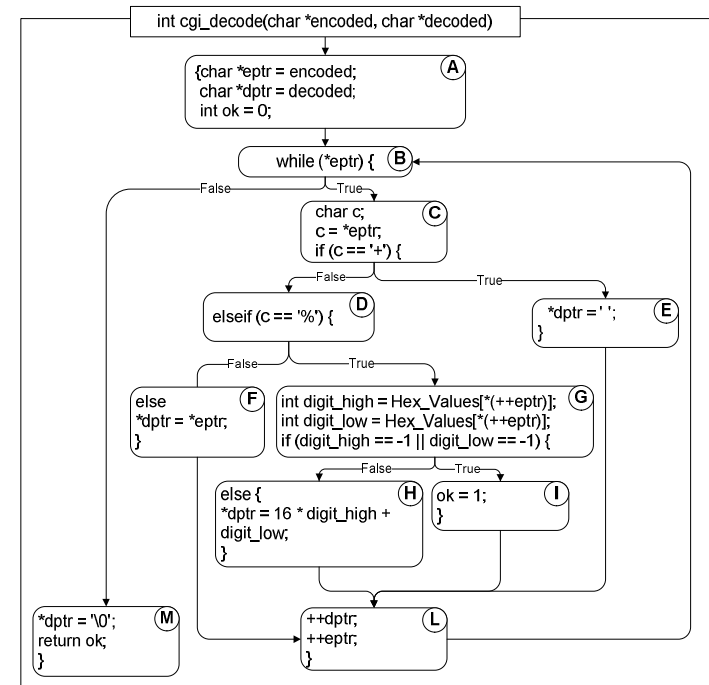 int cgi_decode(char *encoded, char *decoded)
A
{char *eptr = encoded;
char *dptr = decoded;
int ok = 0;
while (*eptr) {
B
False
True
char c;
C
c = *eptr;
if (c == '+') {
False
True
D
elseif (c == '%') {
E
*dptr = ' ';
}
False
True
else
F
*dptr = *eptr;
}
int digit_high = Hex_Values[*(++eptr)];
G
int digit_low = Hex_Values[*(++eptr)];
if (digit_high == -1 || digit_low == -1) {
False
True
else {
H
*dptr = 16 * digit_high +
digit_low;
}
ok = 1;
I
}
*dptr = '\0';
M
return ok;
}
++dptr;
L
++eptr;
}